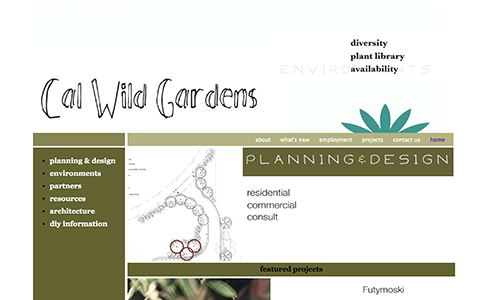 diversity
plant library
ENVIRONMENTS
availability
Cal Wild Gardens
about what's new employment projects contact us home
planning & design
environments
partners
resources
architecture
diy information
PLANNING & DESIGN
residential
commercial
consult
featured projects
Futymoski